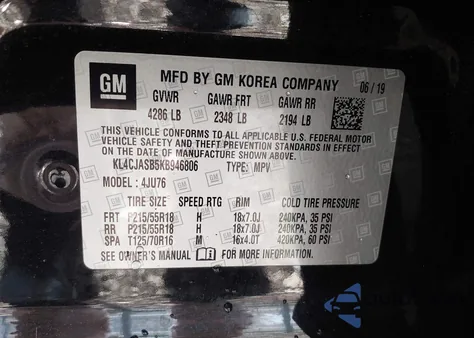 GM MFD BY GM KOREA COMPANY 06/19
GVWR GAWR FRT GAWR RR
4286 LB 2348 LB 2194 LB
THIS VEHICLE CONFORMS TO ALL APPLICABLE U.S. FEDERAL MOTOR
VEHICLE SAFETY AND THEFT PREVENTION STANDARDS IN EFFECT ON
THE DATE OF MANUFACTURE SHOWN ABOVE.
KL4CJASB5KB946806 TYPE: MPV
MODEL: 4JU76
TIRE SIZE SPEED RTG RIM COLD TIRE PRESSURE
FRT P215/55R18 H 18x7.0J 240KPA, 35 PSI
RR P215/55R18 H 18x7.0J 240KPA, 35 PSI
SPA T125/70R16 M 16x4.0T 420KPA, 60 PSI
SEE OWNER'S MANUAL FOR MORE INFORMATION.